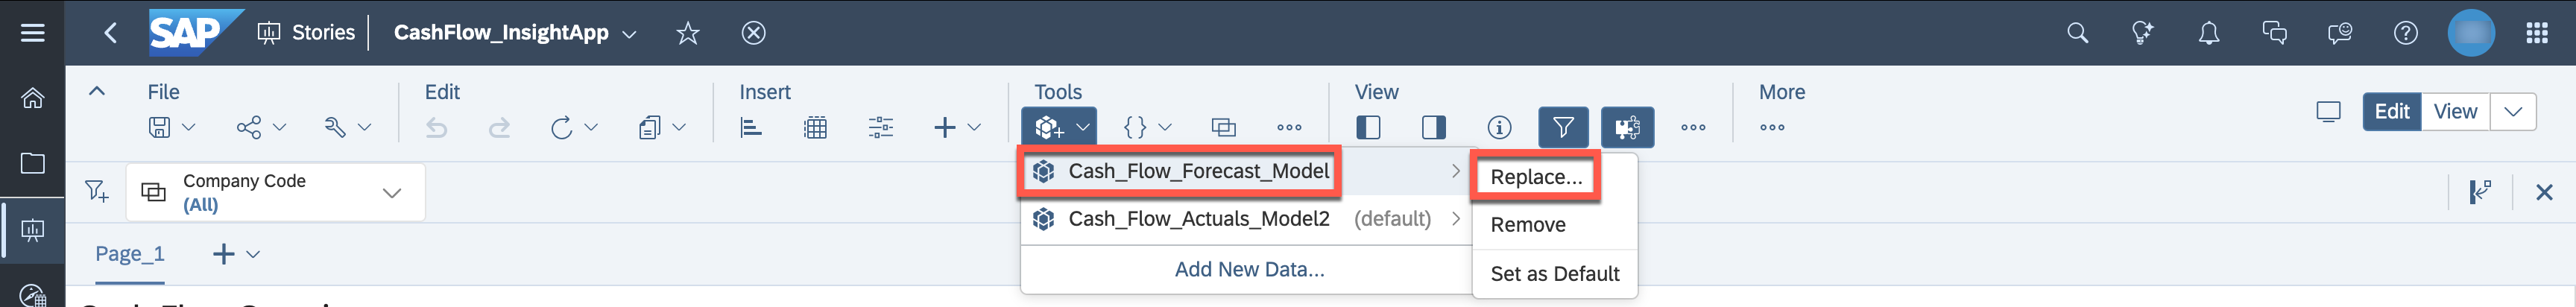 SAP Stories CashFlow_InsightApp
File Edit Insert Tools View More
Edit View
Company Code
(All)
Cash_Flow_Forecast_Model
Replace...
Cash_Flow_Actuals_Model2 (default)
Remove
Page_1
Add New Data...
Set as Default